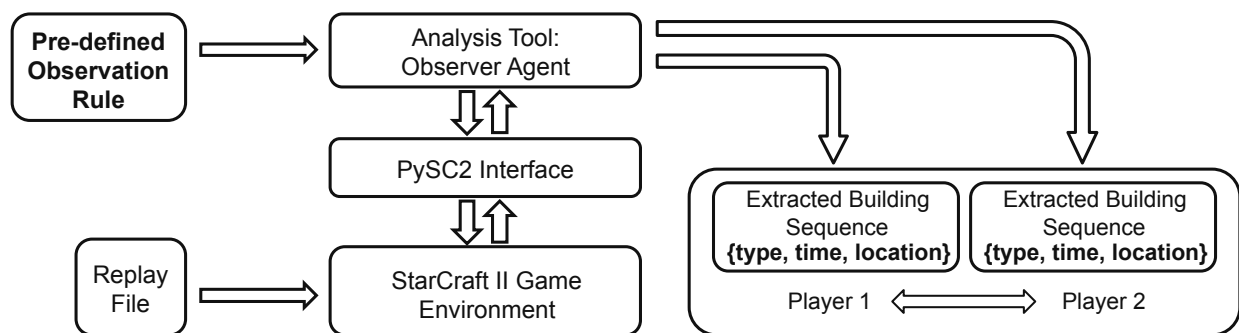 Pre-defined
Observation
Rule
Analysis Tool:
Observer Agent
PySC2 Interface
Replay
File
StarCraft II Game
Environment
Extracted Building
Sequence
{type, time, location}
Extracted Building
Sequence
{type, time, location}
Player 1
Player 2